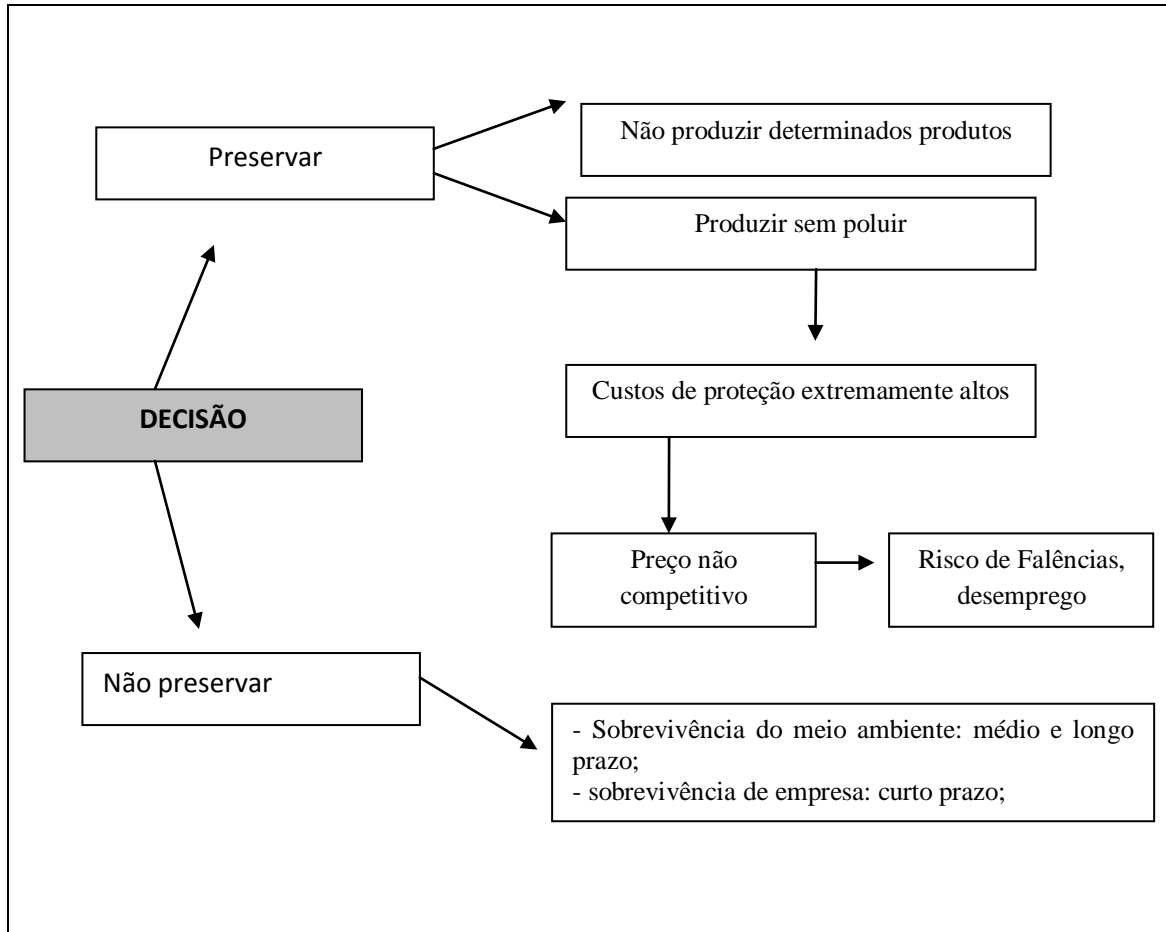 Não produzir determinados produtos
Preservar
Produzir sem poluir
Custos de proteção extremamente altos
DECISÃO
Preço não
competitivo
Risco de Falências,
desemprego
Não preservar
- Sobrevivência do meio ambiente: médio e longo
prazo;
- sobrevivência de empresa: curto prazo;